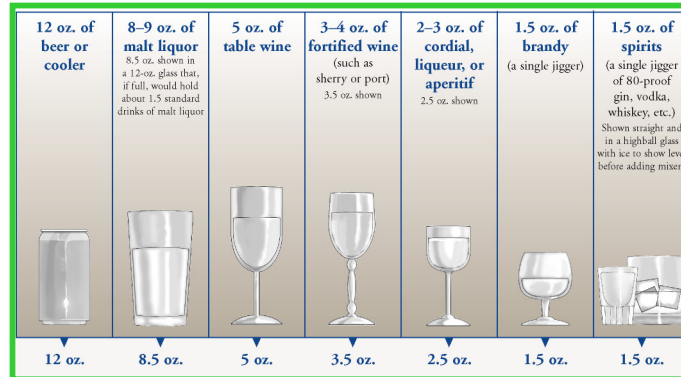 12 oz. of
beer or
cooler
8–9 oz. of
malt liquor
8.5 oz. shown in
a 12-oz. glass that,
if full, would hold
about 1.5 standard
drinks of malt liquor
5 oz. of
table wine
3–4 oz. of
fortified wine
(such as
sherry or port)
3.5 oz. shown
2–3 oz. of
cordial,
liqueur, or
aperitif
2.5 oz. shown
1.5 oz. of
brandy
(a single jigger)
1.5 oz. of
spirits
(a single jigger
of 80-proof
gin, vodka,
whiskey, etc.)
Shown straight and
in a highball glass
with ice to show
before adding
12 oz.
8.5 oz.
5 oz.
3.5 oz.
2.5 oz.
1.5 oz.
1.5 oz.